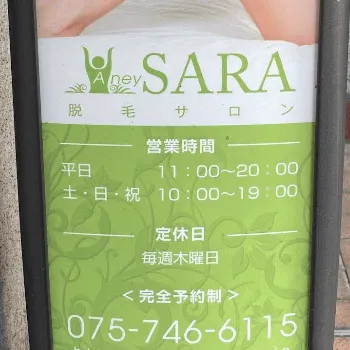 Aney SARA
脱毛サロン
営業時間
平日 11:00～20:00
土・日・祝 10:00～19:00
定休日
毎週木曜日
＜完全予約制＞
075-746-6115